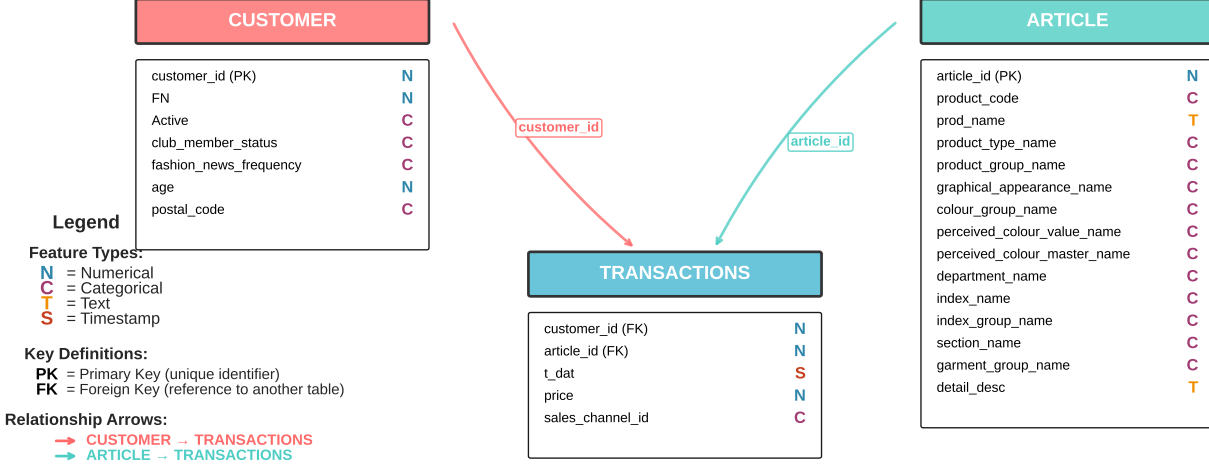 CUSTOMER
customer_id (PK) N
FN N
Active C
club_member_status C
fashion_news_frequency C
age N
postal_code C
customer_id
article_id
ARTICLE
article_id (PK) N
product_code C
prod_name T
product_type_name C
product_group_name C
graphical_appearance_name C
colour_group_name C
perceived_colour_value_name C
perceived_colour_master_name C
department_name C
index_name C
index_group_name C
section_name C
garment_group_name C
detail_desc T
TRANSACTIONS
customer_id (FK) N
article_id (FK) N
t_dat S
price N
sales_channel_id C
Legend
Feature Types:
N = Numerical
C = Categorical
T = Text
S = Timestamp
Key Definitions:
PK = Primary Key (unique identifier)
FK = Foreign Key (reference to another table)
Relationship Arrows:
CUSTOMER → TRANSACTIONS
ARTICLE → TRANSACTIONS